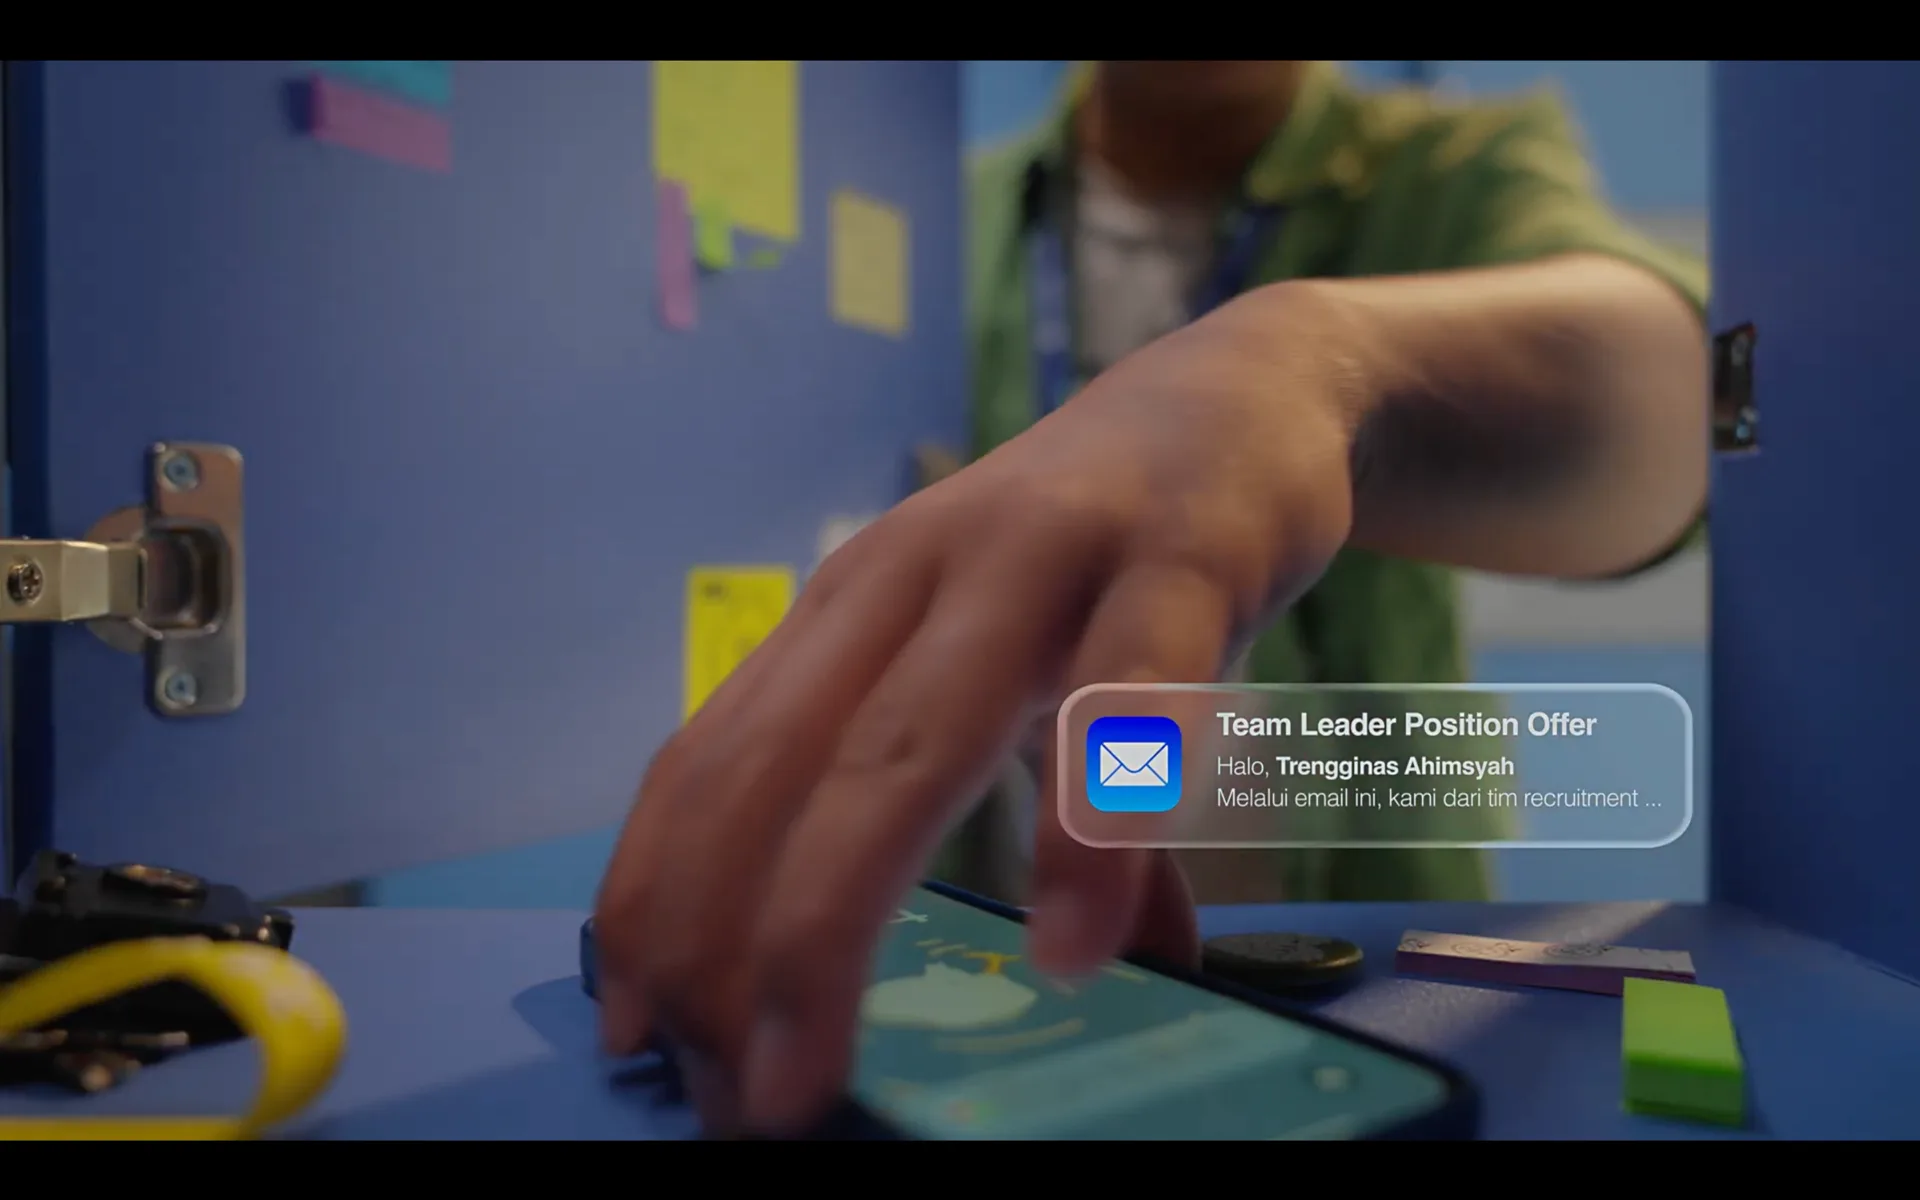 Team Leader Position Offer
Halo, Trengginas Ahimsyah
Melalui email ini, kami dari tim recruitment ...